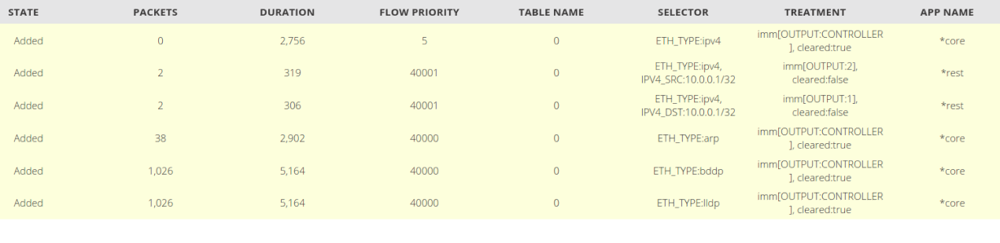 STATE PACKETS DURATION FLOW PRIORITY TABLE NAME SELECTOR TREATMENT APP NAME
Added 0 2,756 5 0 ETH_TYPE:ipv4 imm[OUTPUT:CONTROLLER
], cleared:true *core
Added 2 319 40001 0 ETH_TYPE:ipv4, imm[OUTPUT:2],
IPV4_SRC:10.0.0.1/32 cleared:false *rest
Added 2 306 40001 0 ETH_TYPE:ipv4, imm[OUTPUT:1],
IPV4_DST:10.0.0.1/32 cleared:false *rest
Added 38 2,902 40000 0 ETH_TYPE:arp imm[OUTPUT:CONTROLLER
], cleared:true *core
Added 1,026 5,164 40000 0 ETH_TYPE:bddp imm[OUTPUT:CONTROLLER
], cleared:true *core
Added 1,026 5,164 40000 0 ETH_TYPE:lldp imm[OUTPUT:CONTROLLER
], cleared:true *core